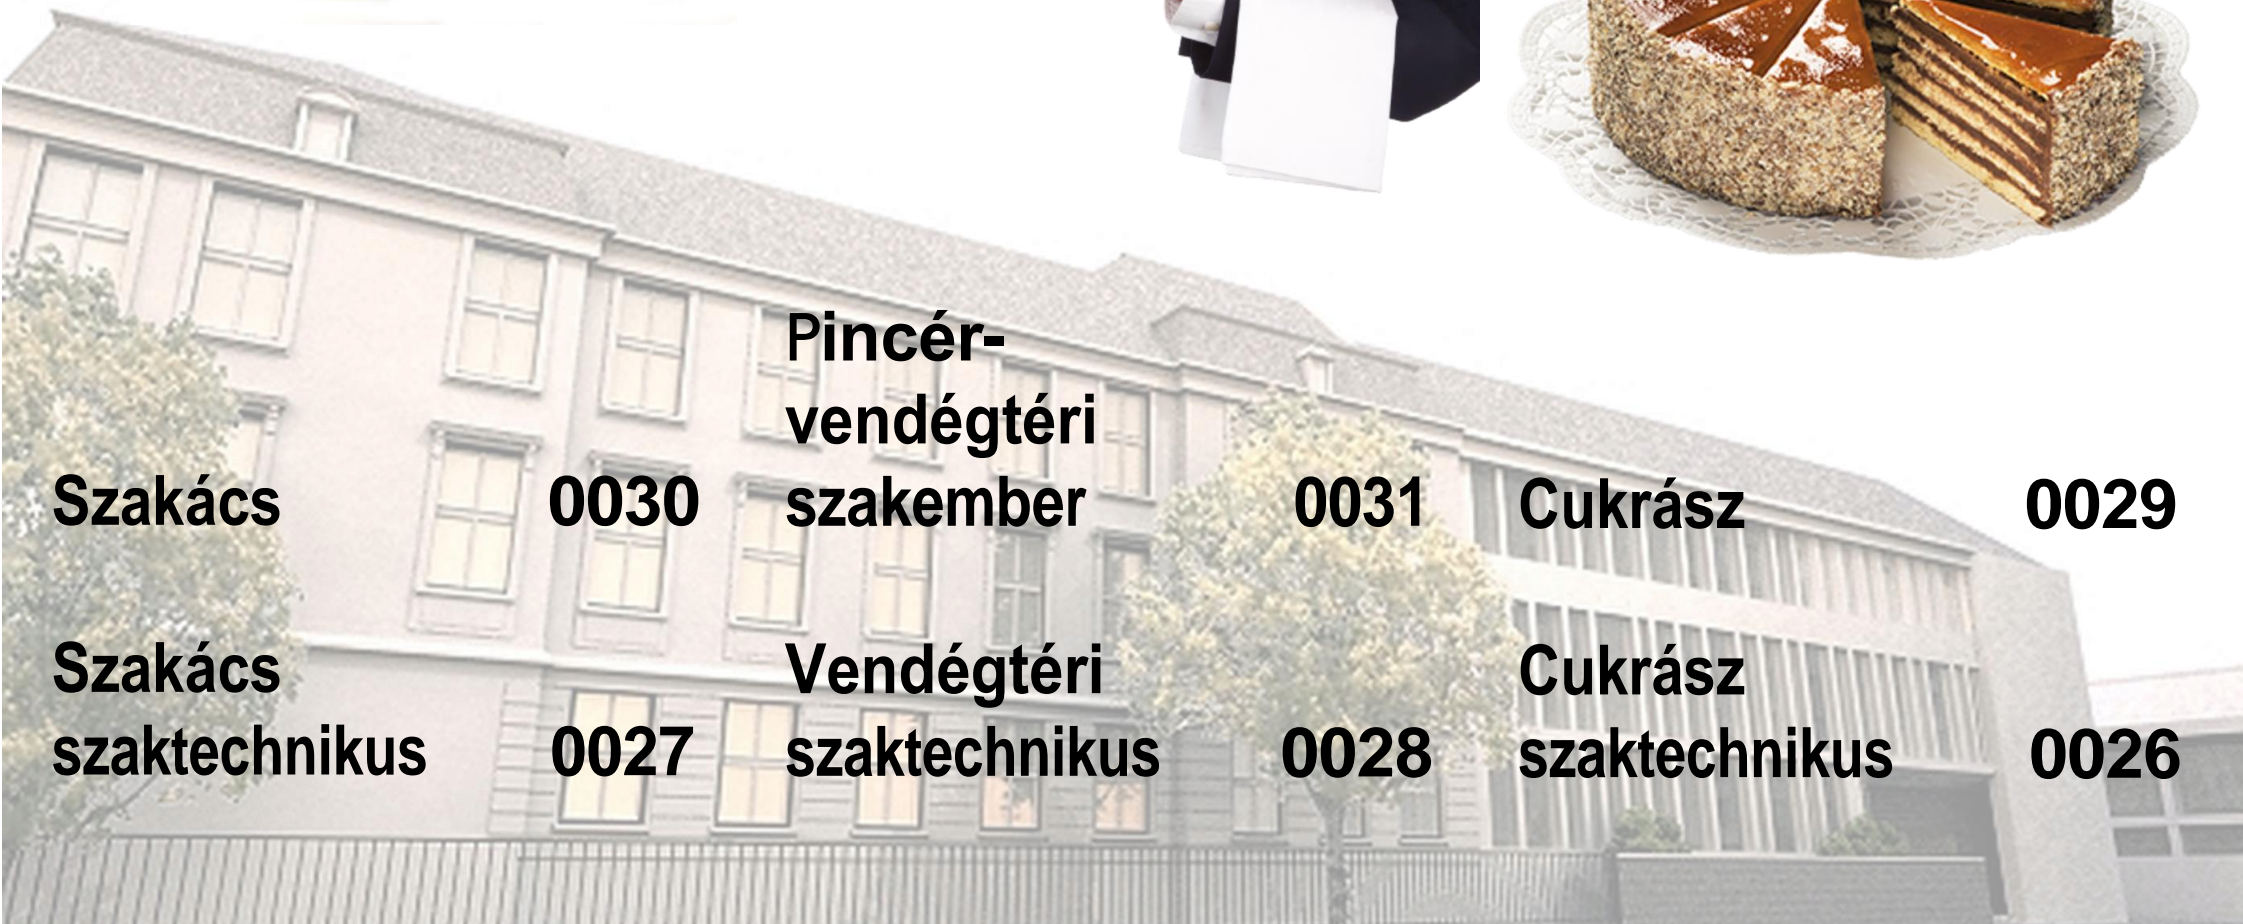 Pincér-
vendégtéri
Szakács 0030 szakember 0031 Cukrász 0029
Szakács Vendégtéri Cukrász
szaktechnikus 0027 szaktechnikus 0028 szaktechnikus 0026